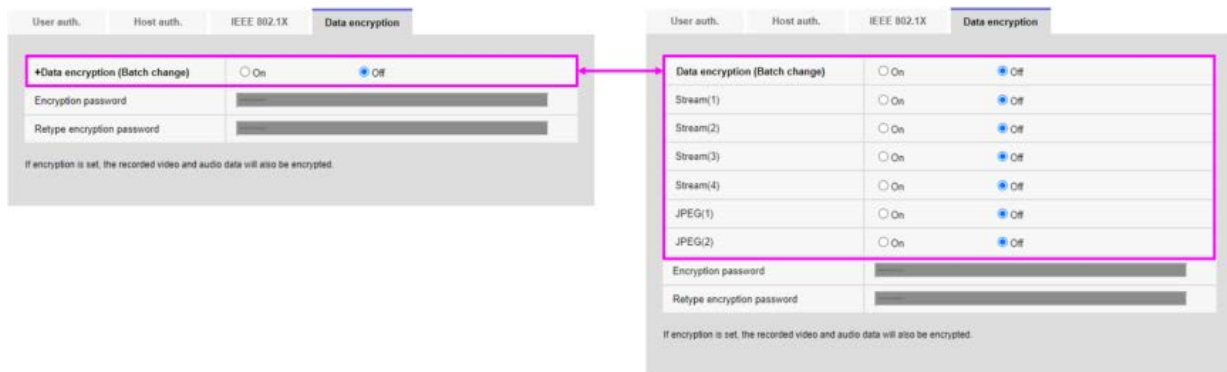 User auth. Host auth. IEEE 802.1X Data encryption
+Data encryption (Batch change) On Off
Encryption password
Retype encryption password
If encryption is set, the recorded video and audio data will also be encrypted.
User auth. Host auth. IEEE 802.1X Data encryption
Data encryption (Batch change) On Off
Stream(1) On Off
Stream(2) On Off
Stream(3) On Off
Stream(4) On Off
JPEG(1) On Off
JPEG(2) On Off
Encryption password
Retype encryption password
If encryption is set, the recorded video and audio data will also be encrypted.